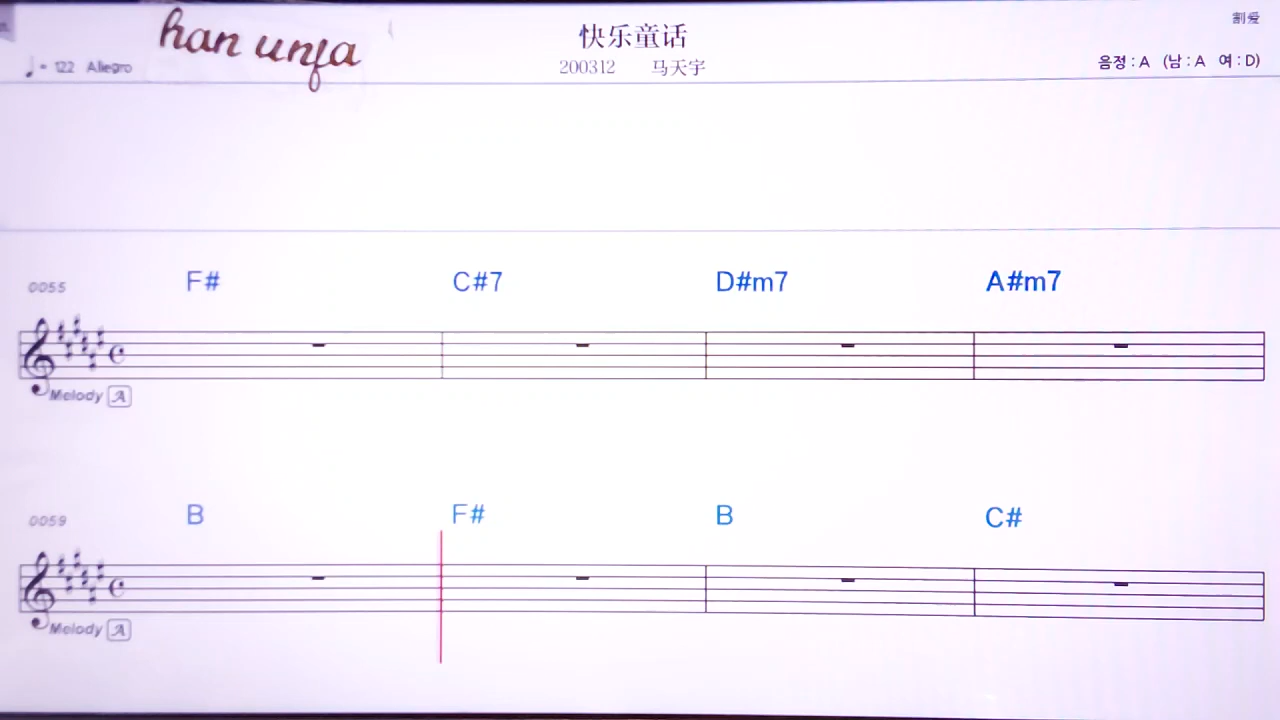 割爱
han unfa
快乐童话
♩ = 122 Allegro
200312 马天宇
음정 : A (남 : A 여 : D)
0055 F# C#7 D#m7 A#m7
Melody A
0059 B F# B C#
Melody A